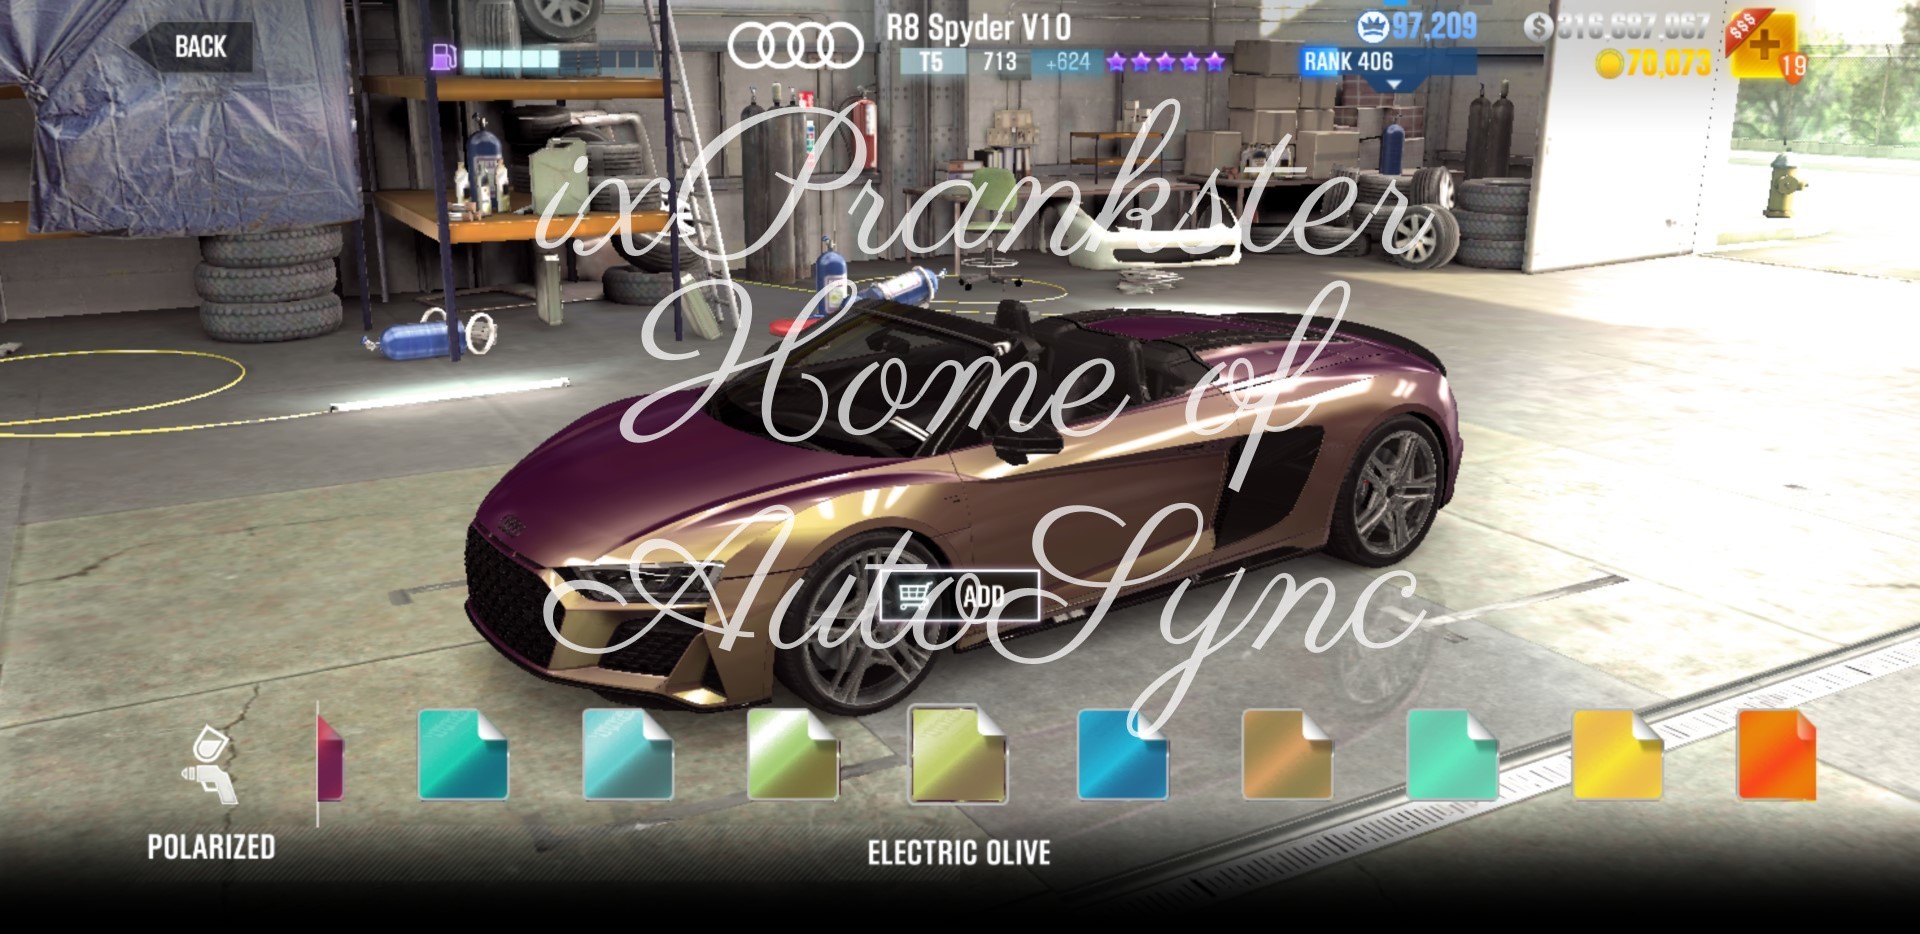 BACK
R8 Spyder V10
T5 713 +624
97,209
RANK 406
316,687,067
70,073
$$$
19
ixPrankster
Home of
AutoSync
ADD
POLARIZED
ELECTRIC OLIVE